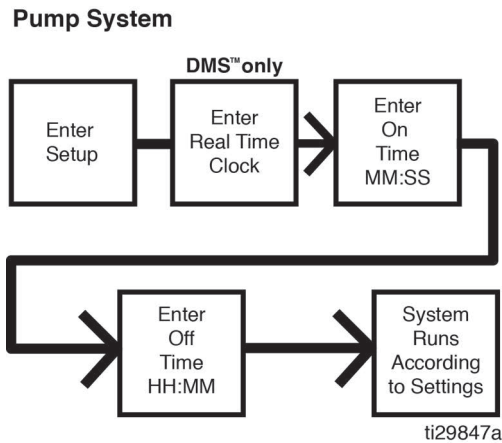 Pump System
DMS™only
Enter
Setup
Enter
Real Time
Clock
Enter
On
Time
MM:SS
Enter
Off
Time
HH:MM
System
Runs
According
to Settings
ti29847a